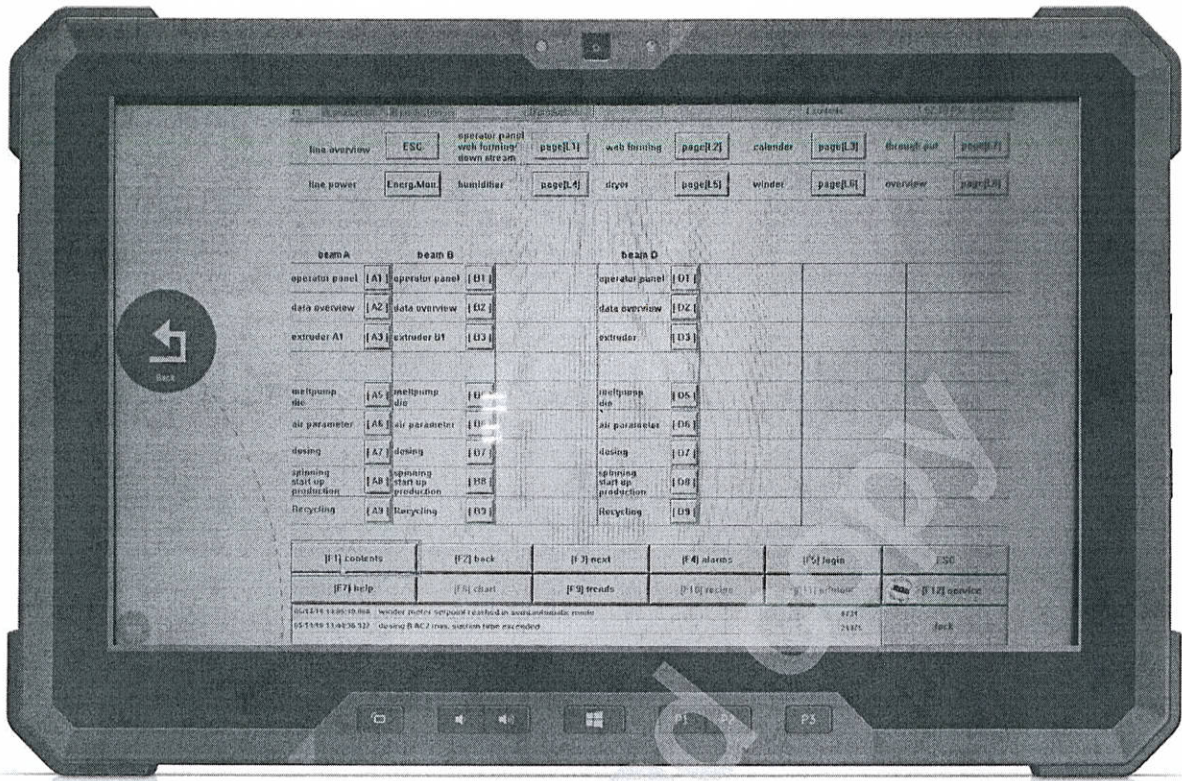 line overview ESC operator panel web forming/ down stream page[L1] web forming page[L2] calender page[L3] through put page[L7]
line power Energ.Mon. humidifier page[L4] dryer page[L5] winder page[L6] overview page[L8]
beam A beam B beam D
operator panel [A1] operator panel [B1] operator panel [D1]
data overview [A2] data overview [B2] data overview [D2]
extruder A1 [A3] extruder B1 [B3] extruder [D3]
meltpump die [A5] meltpump die meltpump die [D5]
air parameter [A6] air parameter air parameter [D6]
dosing [A7] dosing [B7] dosing [D7]
spinning start up production [A8] spinning start up production [B8] spinning start up production [D8]
Recycling [A9] Recycling [B9] Recycling [D9]
[F1] contents [F2] back [F3] next [F4] alarms [F5] login ESC
[F7] help [F8] chart [F9] trends [F10] recipe [F12] service
winder meter setpoint reached in semiautomatic mode
dosing B AC2 max. suction time exceeded
lock
Back
P1 P2 P3
d copy